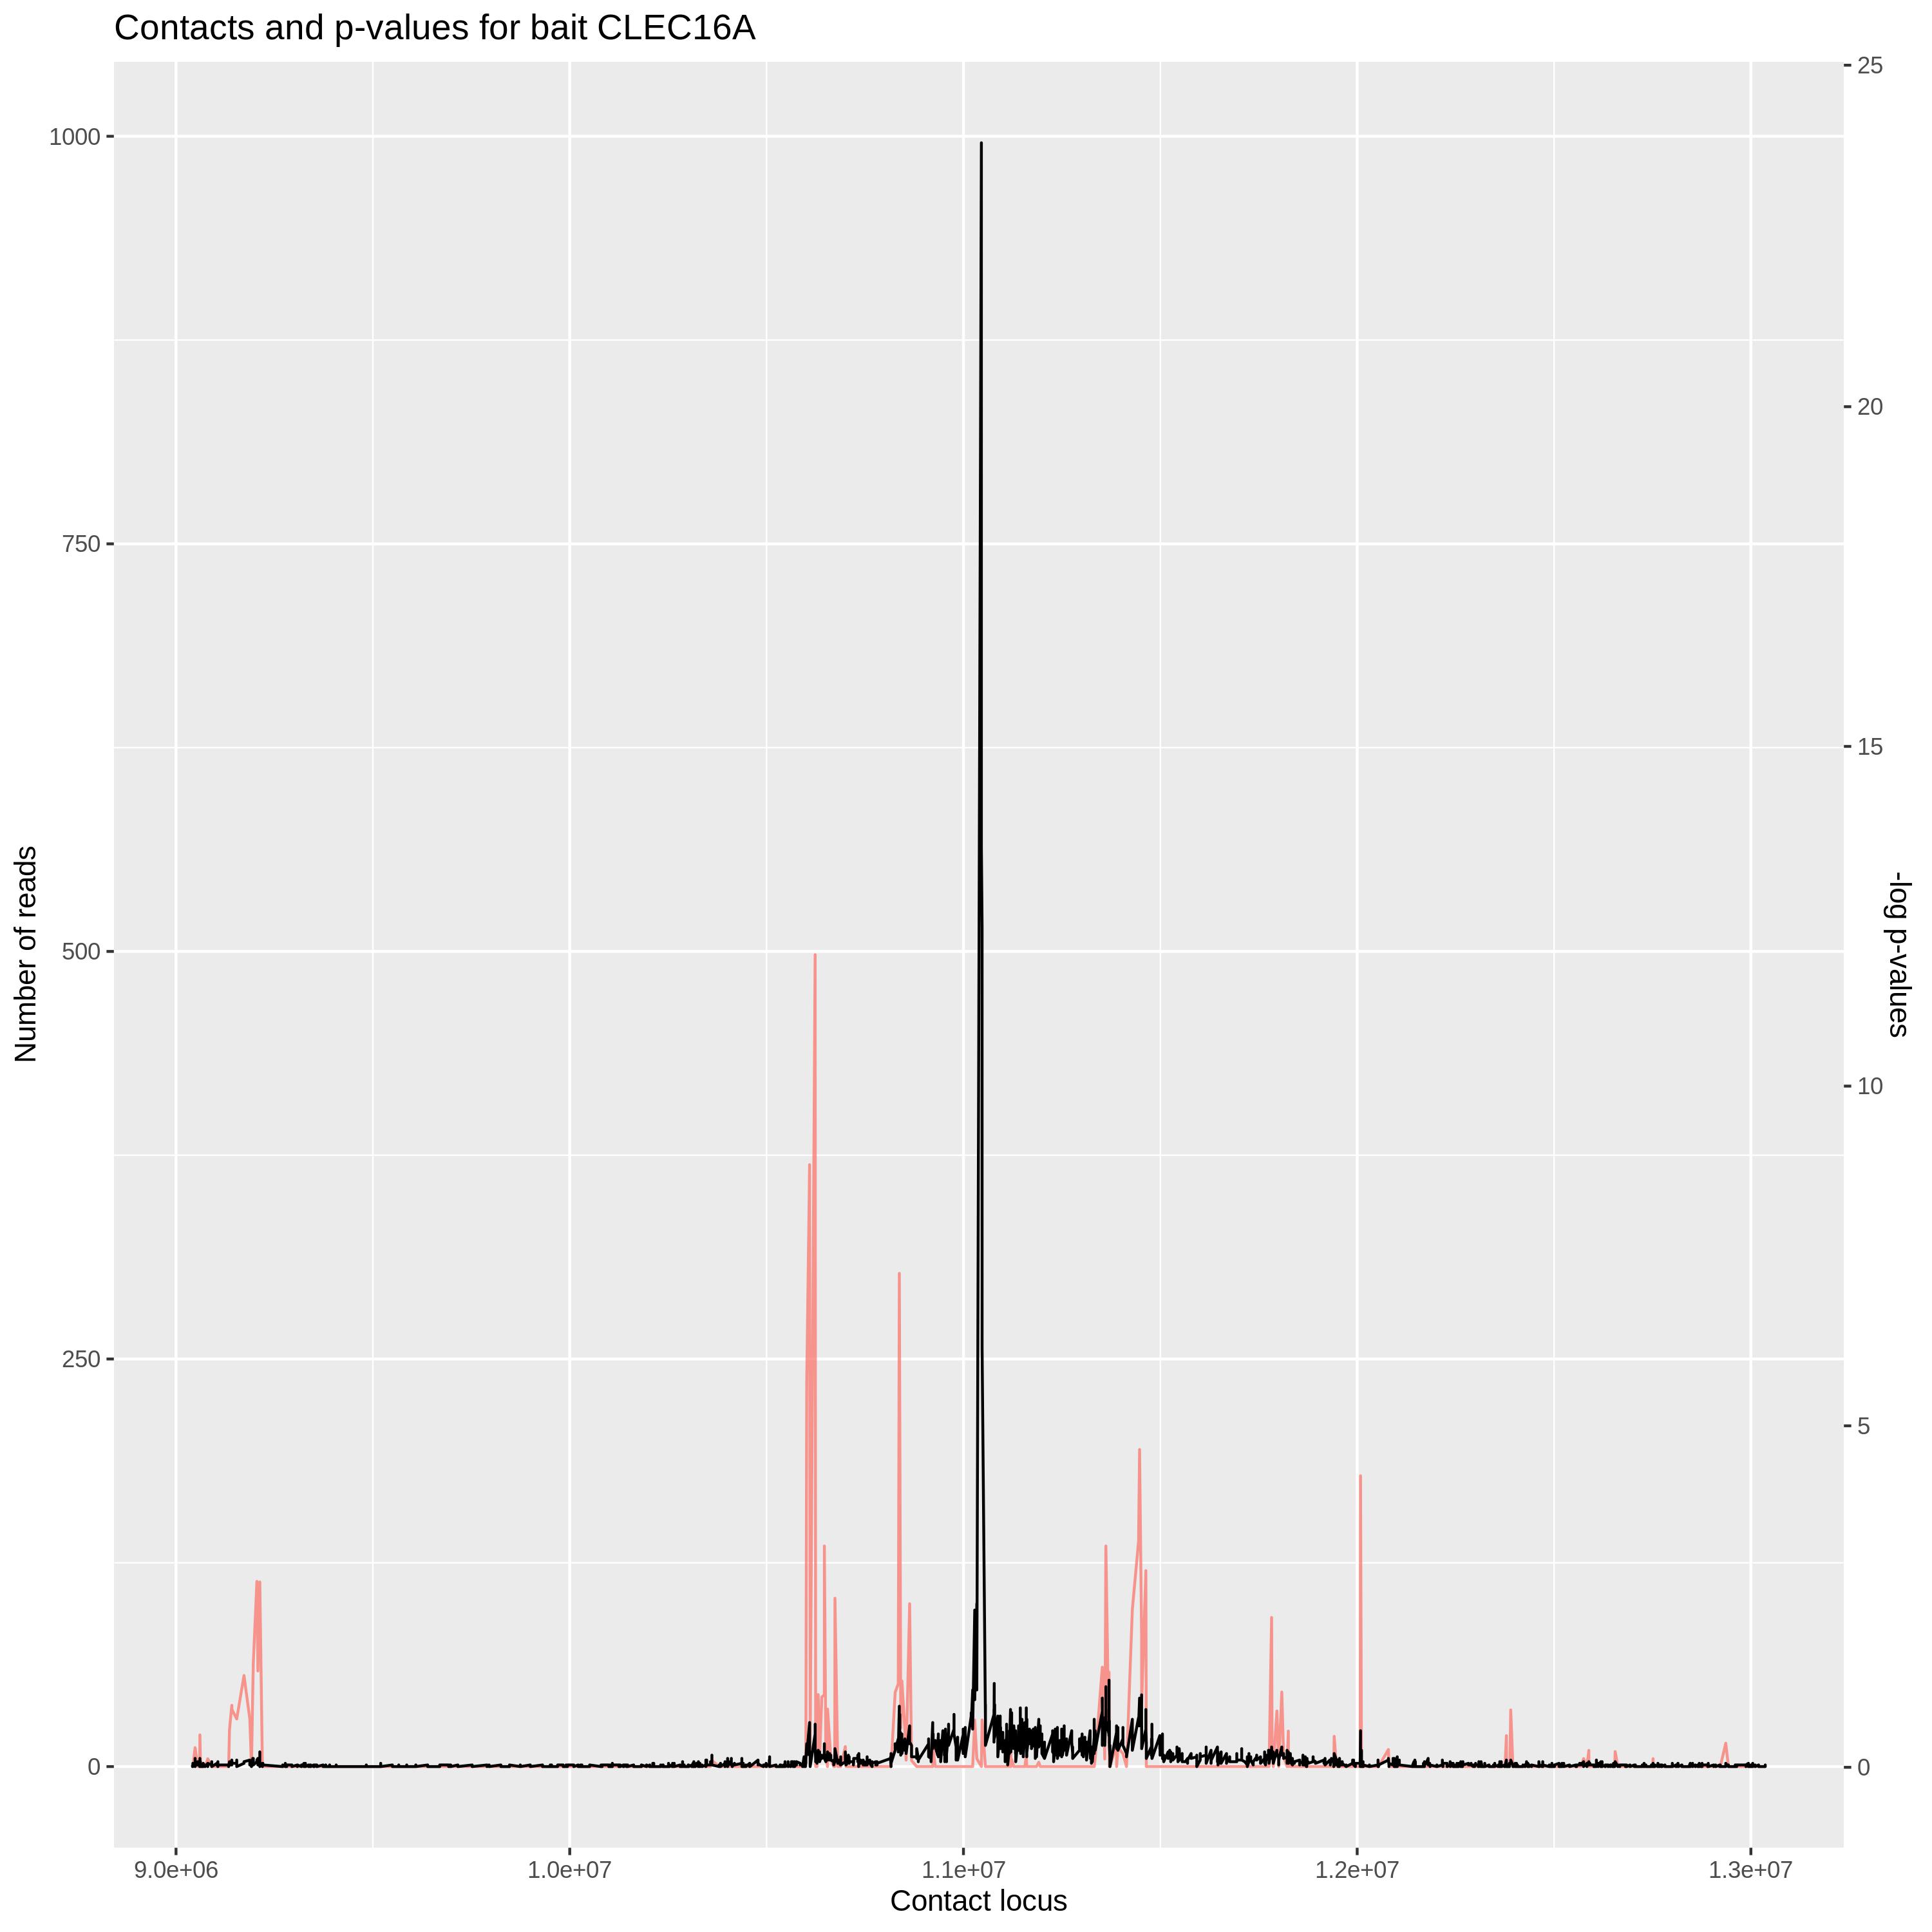 Contacts and p-values for bait CLEC16A
1000
750
500
250
0
Number of reads
25
20
15
10
5
0
-log p-values
9.0e+06
1.0e+07
1.1e+07
1.2e+07
1.3e+07
Contact locus